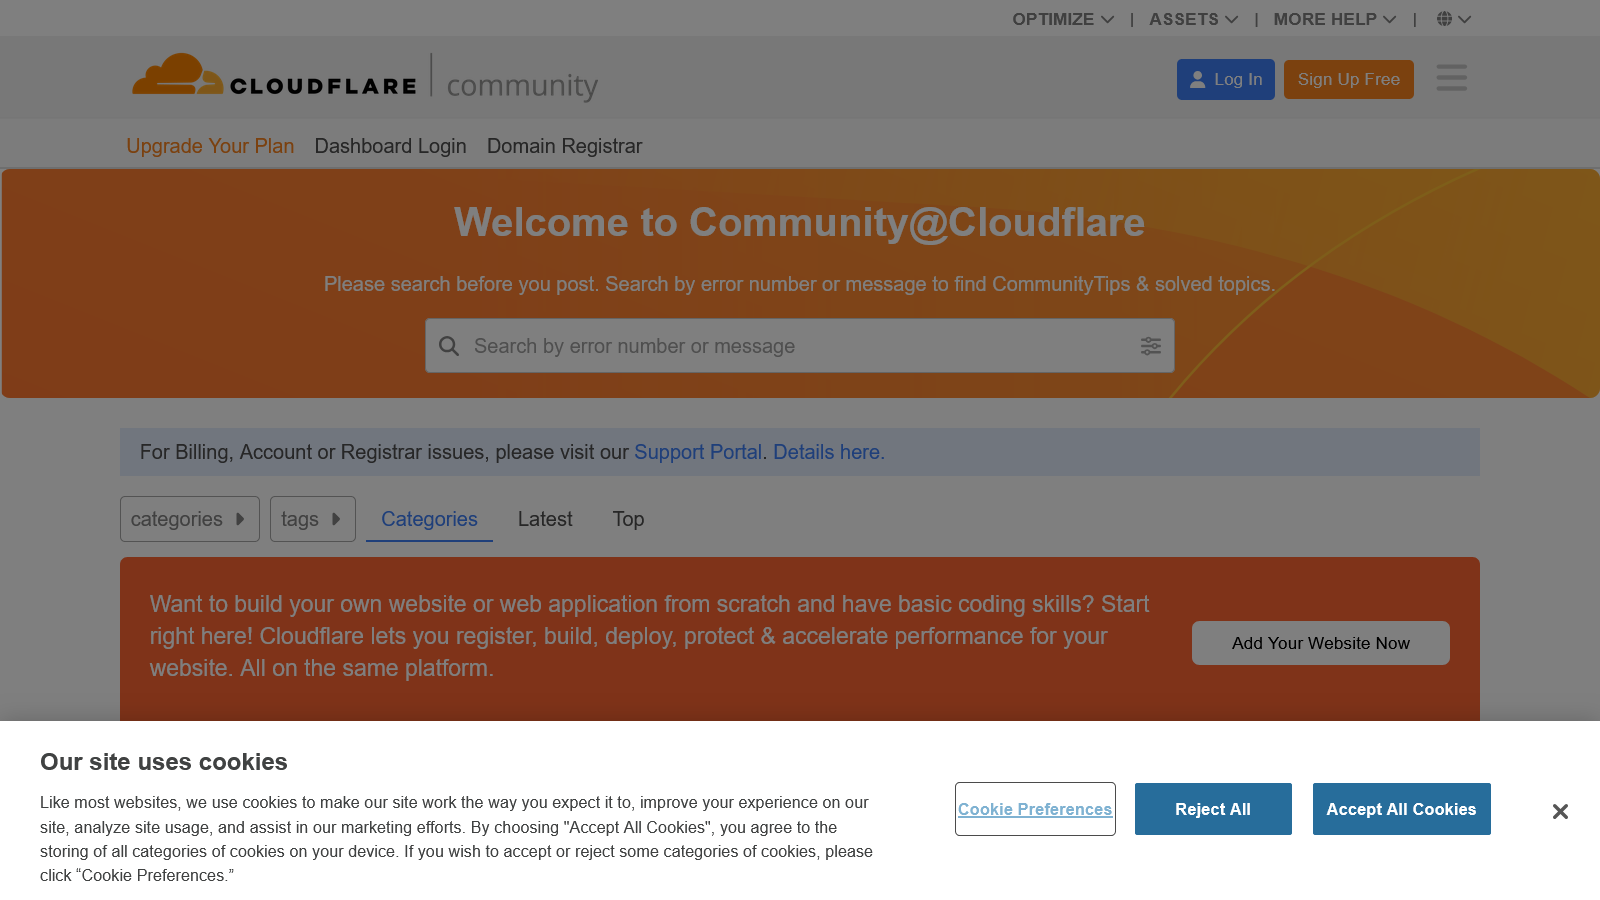 OPTIMIZE | ASSETS | MORE HELP |
CLOUDFLARE community
Log In
Sign Up Free
Upgrade Your Plan Dashboard Login Domain Registrar
Welcome to Community@Cloudflare
Please search before you post. Search by error number or message to find CommunityTips & solved topics.
Search by error number or message
For Billing, Account or Registrar issues, please visit our Support Portal. Details here.
categories tags Categories Latest Top
Want to build your own website or web application from scratch and have basic coding skills? Start
right here! Cloudflare lets you register, build, deploy, protect & accelerate performance for your
website. All on the same platform.
Add Your Website Now
Our site uses cookies
Like most websites, we use cookies to make our site work the way you expect it to, improve your experience on our
site, analyze site usage, and assist in our marketing efforts. By choosing "Accept All Cookies", you agree to the
storing of all categories of cookies on your device. If you wish to accept or reject some categories of cookies, please
click “Cookie Preferences.”
Cookie Preferences
Reject All
Accept All Cookies